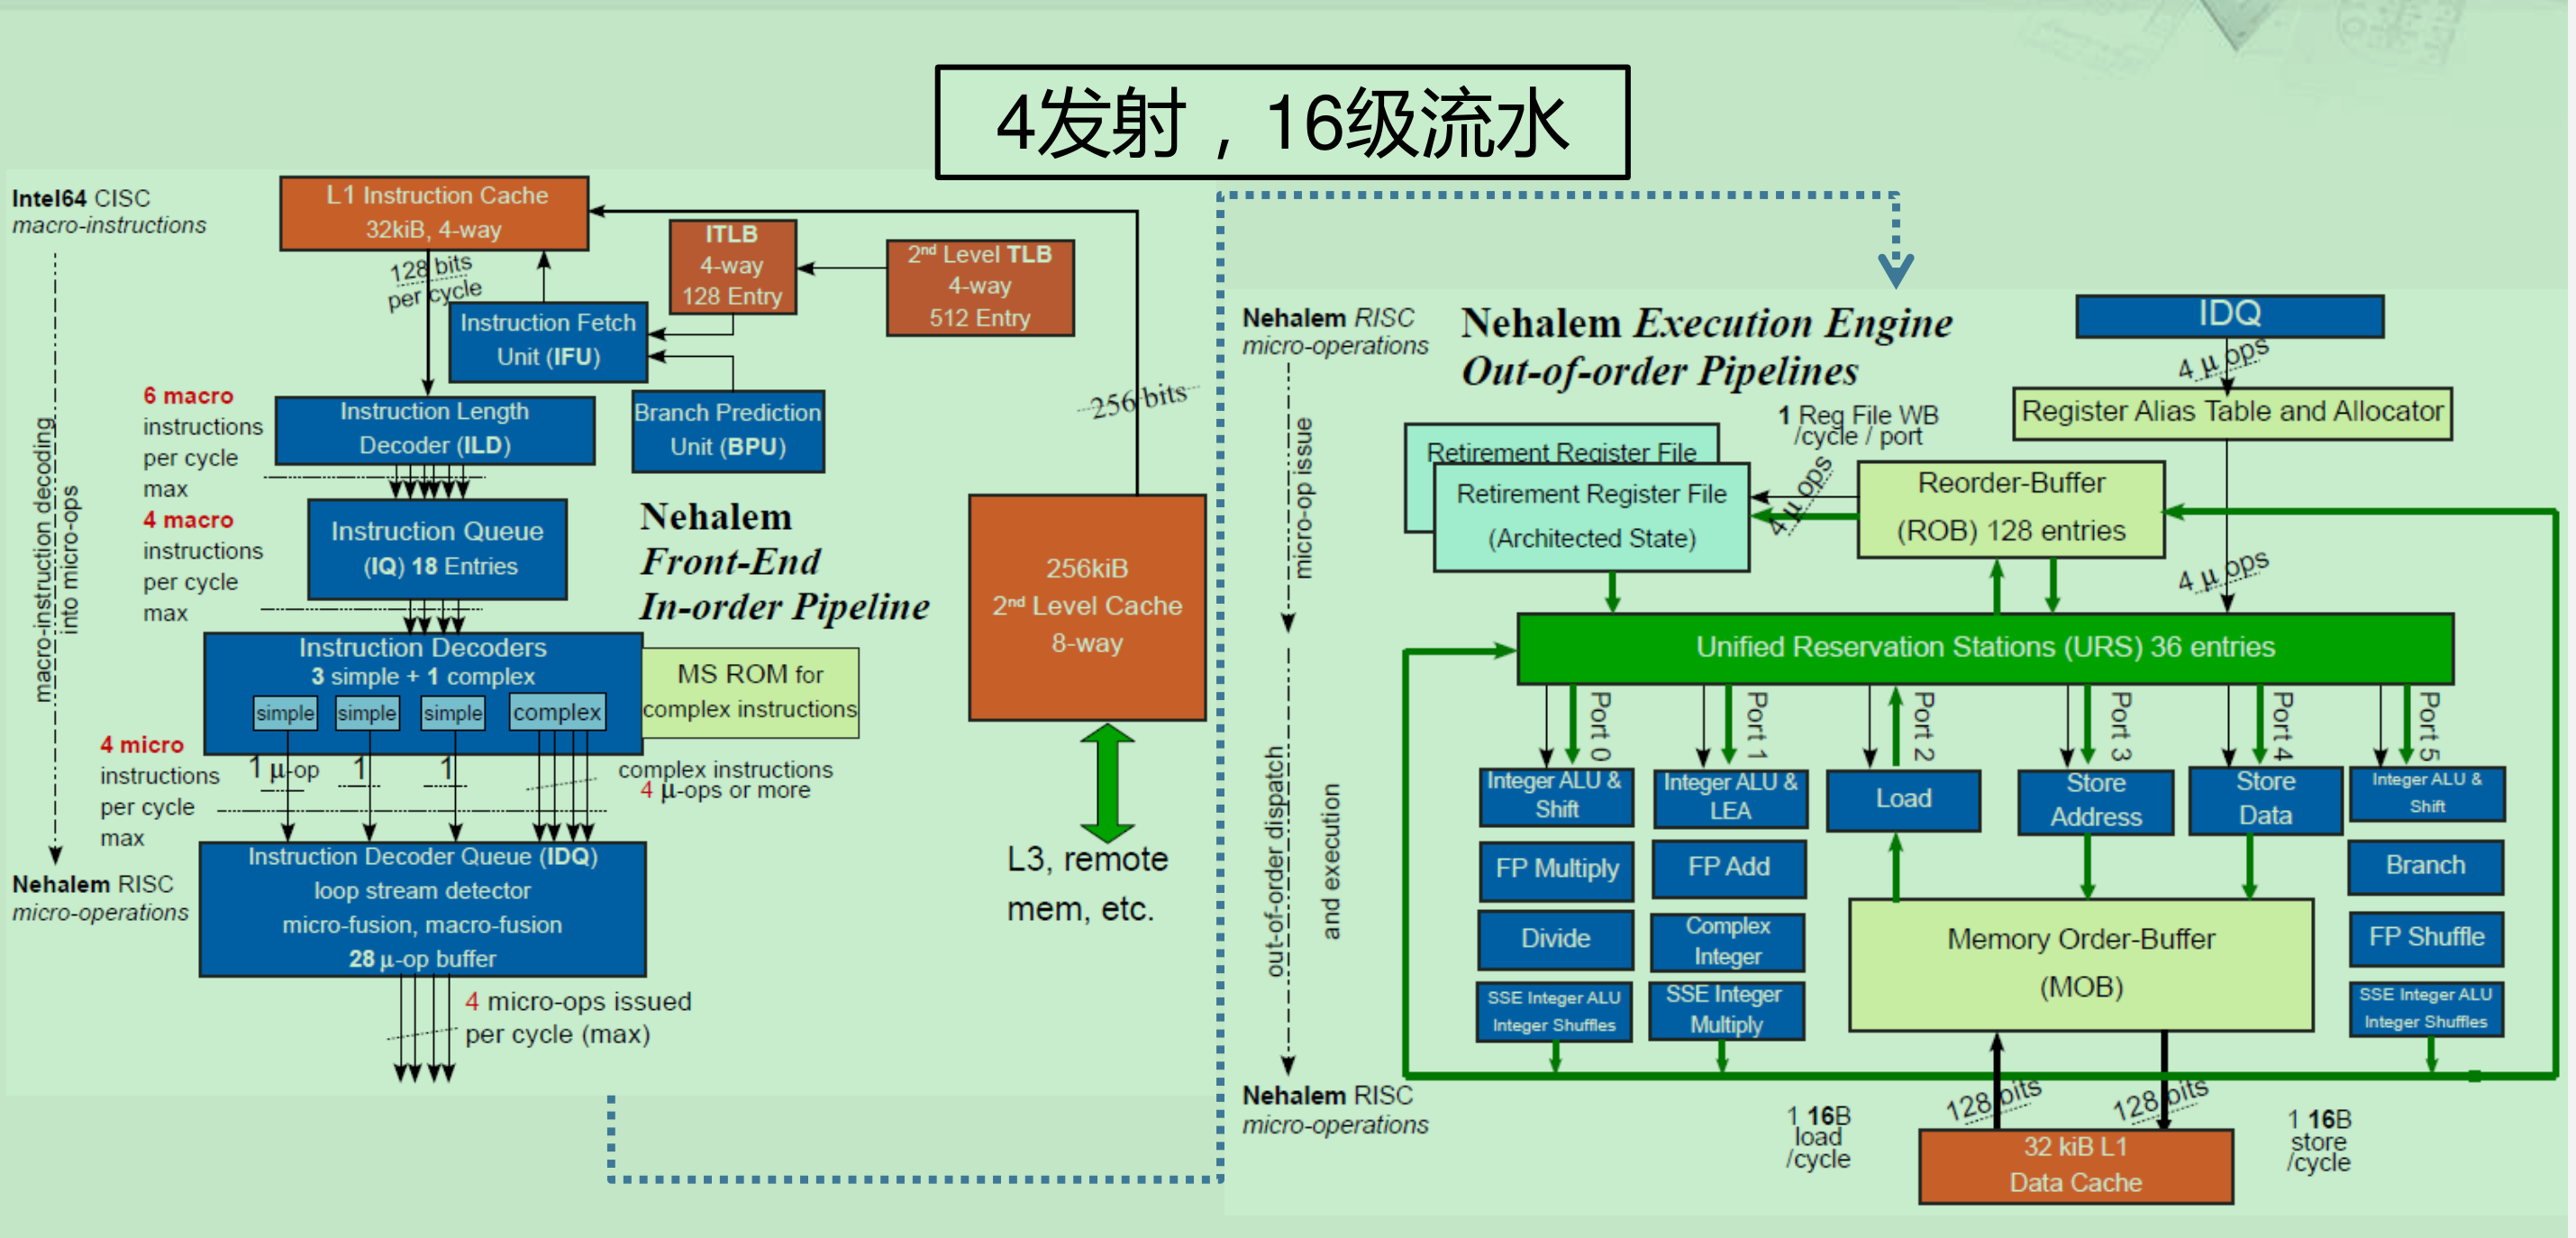 4发射，16级流水
Intel64 CISC
macro-instructions
L1 Instruction Cache
32kiB, 4-way
128 bits
per cycle
ITLB
4-way
128 Entry
2nd Level TLB
4-way
512 Entry
Instruction Fetch
Unit (IFU)
Branch Prediction
Unit (BPU)
256 bits
6 macro
instructions
per cycle
max
Instruction Length
Decoder (ILD)
4 macro
instructions
per cycle
max
Instruction Queue
(IQ) 18 Entries
Nehalem
Front-End
In-order Pipeline
256kiB
2nd Level Cache
8-way
macro-instruction decoding
into micro-ops
Instruction Decoders
3 simple + 1 complex
simple
simple
simple
complex
MS ROM for
complex instructions
4 micro
instructions
per cycle
max
1 μ-op
1
1
complex instructions
4 μ-ops or more
L3, remote
mem, etc.
Nehalem RISC
micro-operations
Instruction Decoder Queue (IDQ)
loop stream detector
micro-fusion, macro-fusion
28 μ-op buffer
4 micro-ops issued
per cycle (max)
Nehalem RISC
micro-operations
Nehalem Execution Engine
Out-of-order Pipelines
IDQ
4 μ ops
Register Alias Table and Allocator
1 Reg File WB
/cycle / port
Retirement Register File
Retirement Register File
(Architected State)
4 μ ops
Reorder-Buffer
(ROB) 128 entries
4 μ ops
micro-op issue
Unified Reservation Stations (URS) 36 entries
Port 0
Port 1
Port 2
Port 3
Port 4
Port 5
Integer ALU &
Shift
Integer ALU &
LEA
Load
Store
Address
Store
Data
Integer ALU &
Shift
FP Multiply
FP Add
Branch
out-of-order dispatch
and execution
Divide
Complex
Integer
Memory Order-Buffer
(MOB)
FP Shuffle
SSE Integer ALU
Integer Shuffles
SSE Integer
Multiply
SSE Integer ALU
Integer Shuffles
Nehalem RISC
micro-operations
1 16B
load
/cycle
128 bits
128 bits
1 16B
store
/cycle
32 kiB L1
Data Cache